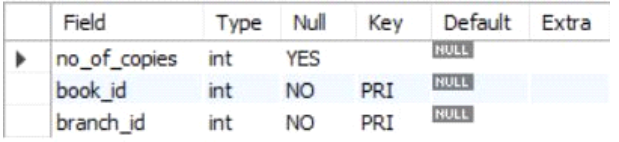 Field Type Null Key Default Extra
no_of_copies int YES NULL
book_id int NO PRI NULL
branch_id int NO PRI NULL